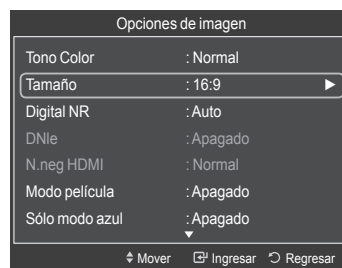 Opciones de imagen
Tono Color : Normal
Tamaño : 16:9 ►
Digital NR : Auto
DNIe : Apagado
N.neg HDMI : Normal
Modo película : Apagado
Sólo modo azul : Apagado
▼
Mover Ingresar Regresar